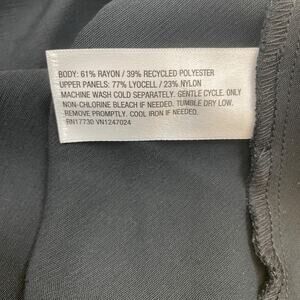 BODY: 61% RAYON / 39% RECYCLED POLYESTER
UPPER PANELS: 77% LYOCELL / 23% NYLON
MACHINE WASH COLD SEPARATELY. GENTLE CYCLE. ONLY
NON-CHLORINE BLEACH IF NEEDED. TUMBLE DRY LOW.
REMOVE PROMPTLY. COOL IRON IF NEEDED.
RN17730 VN1247024